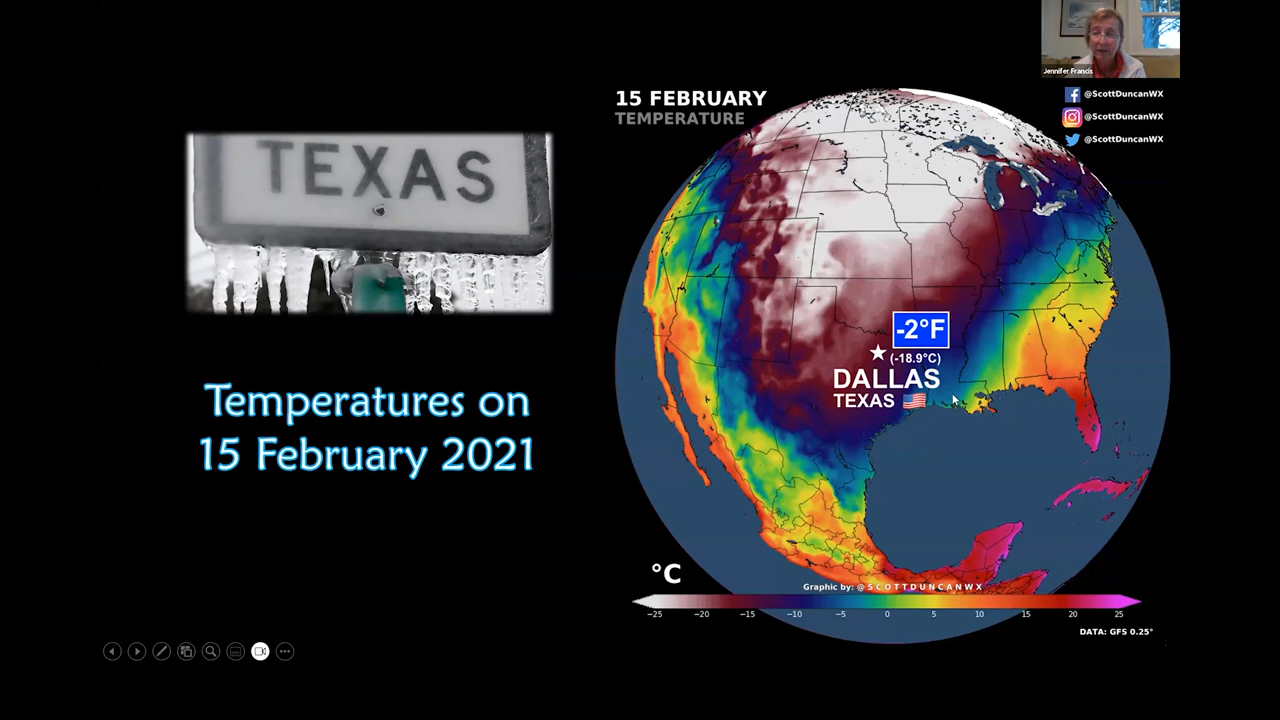 Jennifer Francis
15 FEBRUARY
TEMPERATURE
@ScottDuncanWX
@ScottDuncanWX
@ScottDuncanWX
TEXAS
-2°F
(-18.9°C)
DALLAS
TEXAS
Temperatures on
15 February 2021
°C
Graphic by: @SCOTTDUNCANWX
−25 −20 −15 −10 −5 0 5 10 15 20 25
DATA: GFS 0.25°